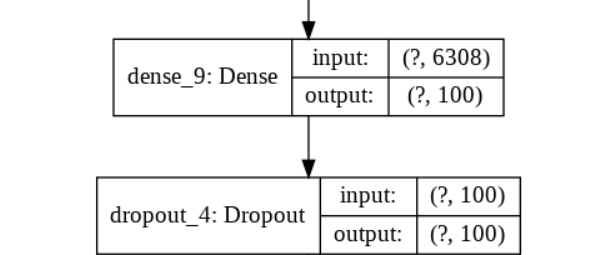 dense_9: Dense
input:
(?, 6308)
output:
(?, 100)
dropout_4: Dropout
input:
(?, 100)
output:
(?, 100)